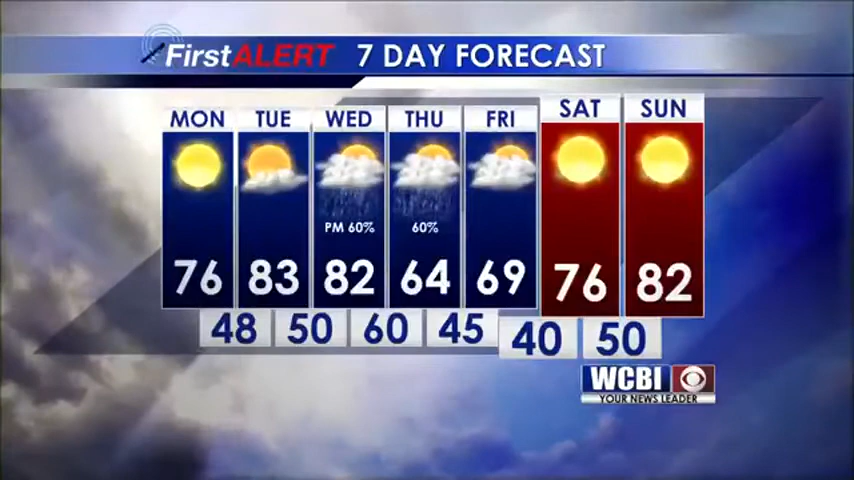 FirstALERT 7 DAY FORECAST
MON TUE WED THU FRI SAT SUN
PM 60% 60%
76 83 82 64 69 76 82
48 50 60 45 40 50
WCBI
YOUR NEWS LEADER